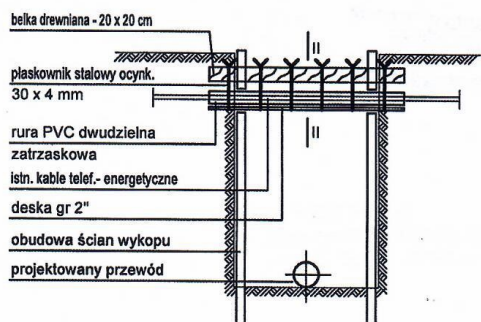 belka drewniana - 20 x 20 cm
II
płaskownik stalowy ocynk.
30 x 4 mm
rura PVC dwudzielna
II
zatrzaskowa
istn. kable telef.- energetyczne
deska gr 2"
obudowa ścian wykopu
projektowany przewód